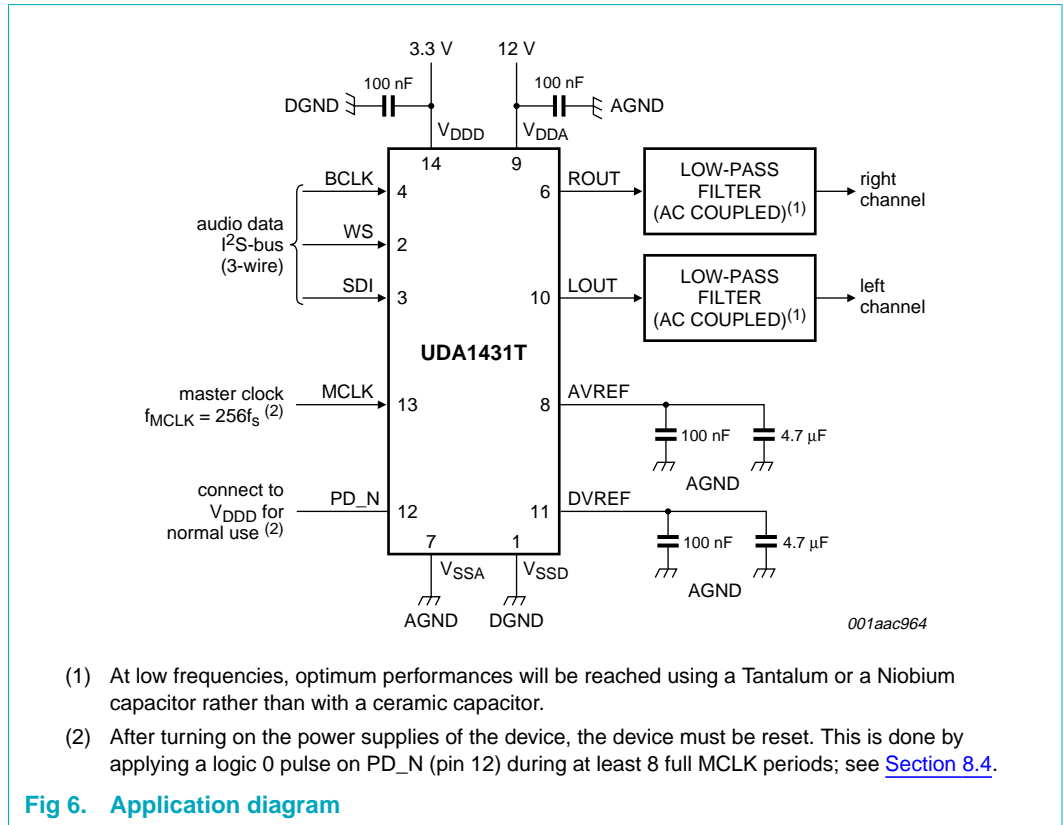 3.3 V
12 V
100 nF
100 nF
DGND
AGND
VDDD
VDDA
14
9
BCLK
4
WS
2
SDI
3
audio data
I2S-bus
(3-wire)
6
ROUT
LOW-PASS
FILTER
(AC COUPLED)(1)
right
channel
10
LOUT
LOW-PASS
FILTER
(AC COUPLED)(1)
left
channel
UDA1431T
master clock
fMCLK = 256fs (2)
MCLK
13
8
AVREF
100 nF
4.7 μF
AGND
connect to
VDDD for
normal use (2)
PD_N
12
11
DVREF
100 nF
4.7 μF
AGND
7
1
VSSA
VSSD
AGND
DGND
001aac964
(1) At low frequencies, optimum performances will be reached using a Tantalum or a Niobium
capacitor rather than with a ceramic capacitor.
(2) After turning on the power supplies of the device, the device must be reset. This is done by
applying a logic 0 pulse on PD_N (pin 12) during at least 8 full MCLK periods; see Section 8.4.
Fig 6. Application diagram